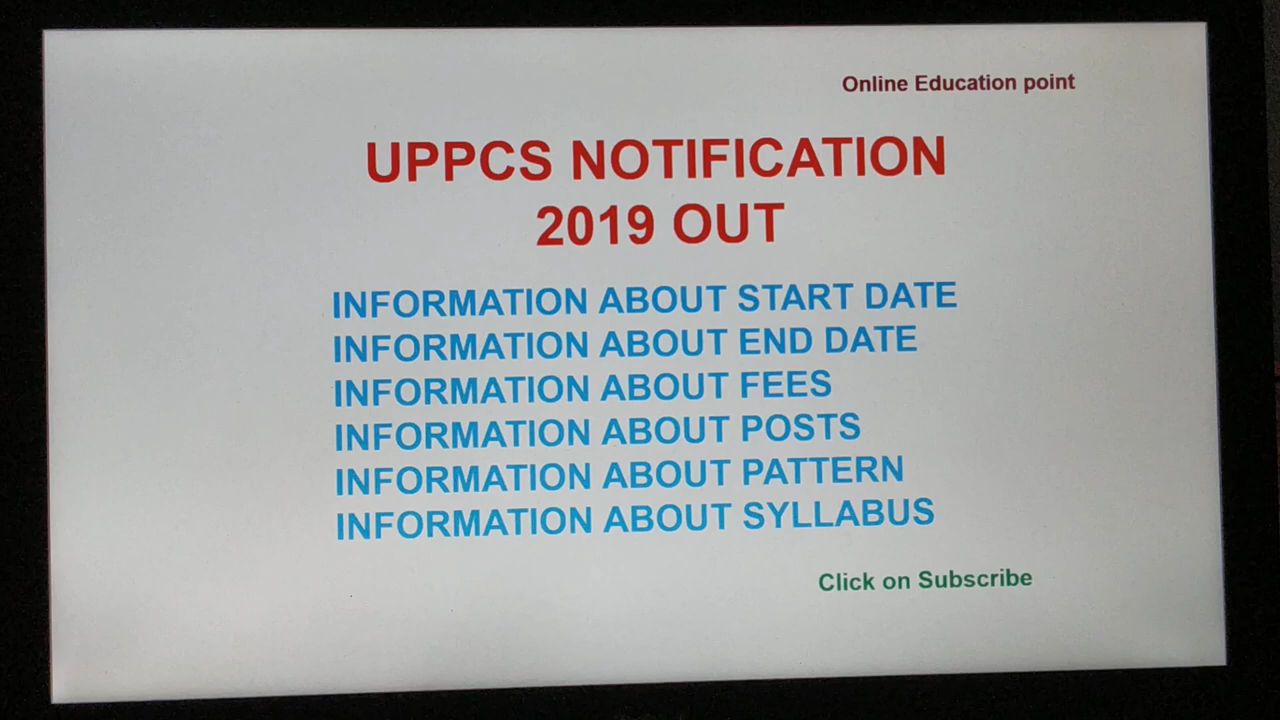 Online Education point
UPPCS NOTIFICATION
2019 OUT
INFORMATION ABOUT START DATE
INFORMATION ABOUT END DATE
INFORMATION ABOUT FEES
INFORMATION ABOUT POSTS
INFORMATION ABOUT PATTERN
INFORMATION ABOUT SYLLABUS
Click on Subscribe